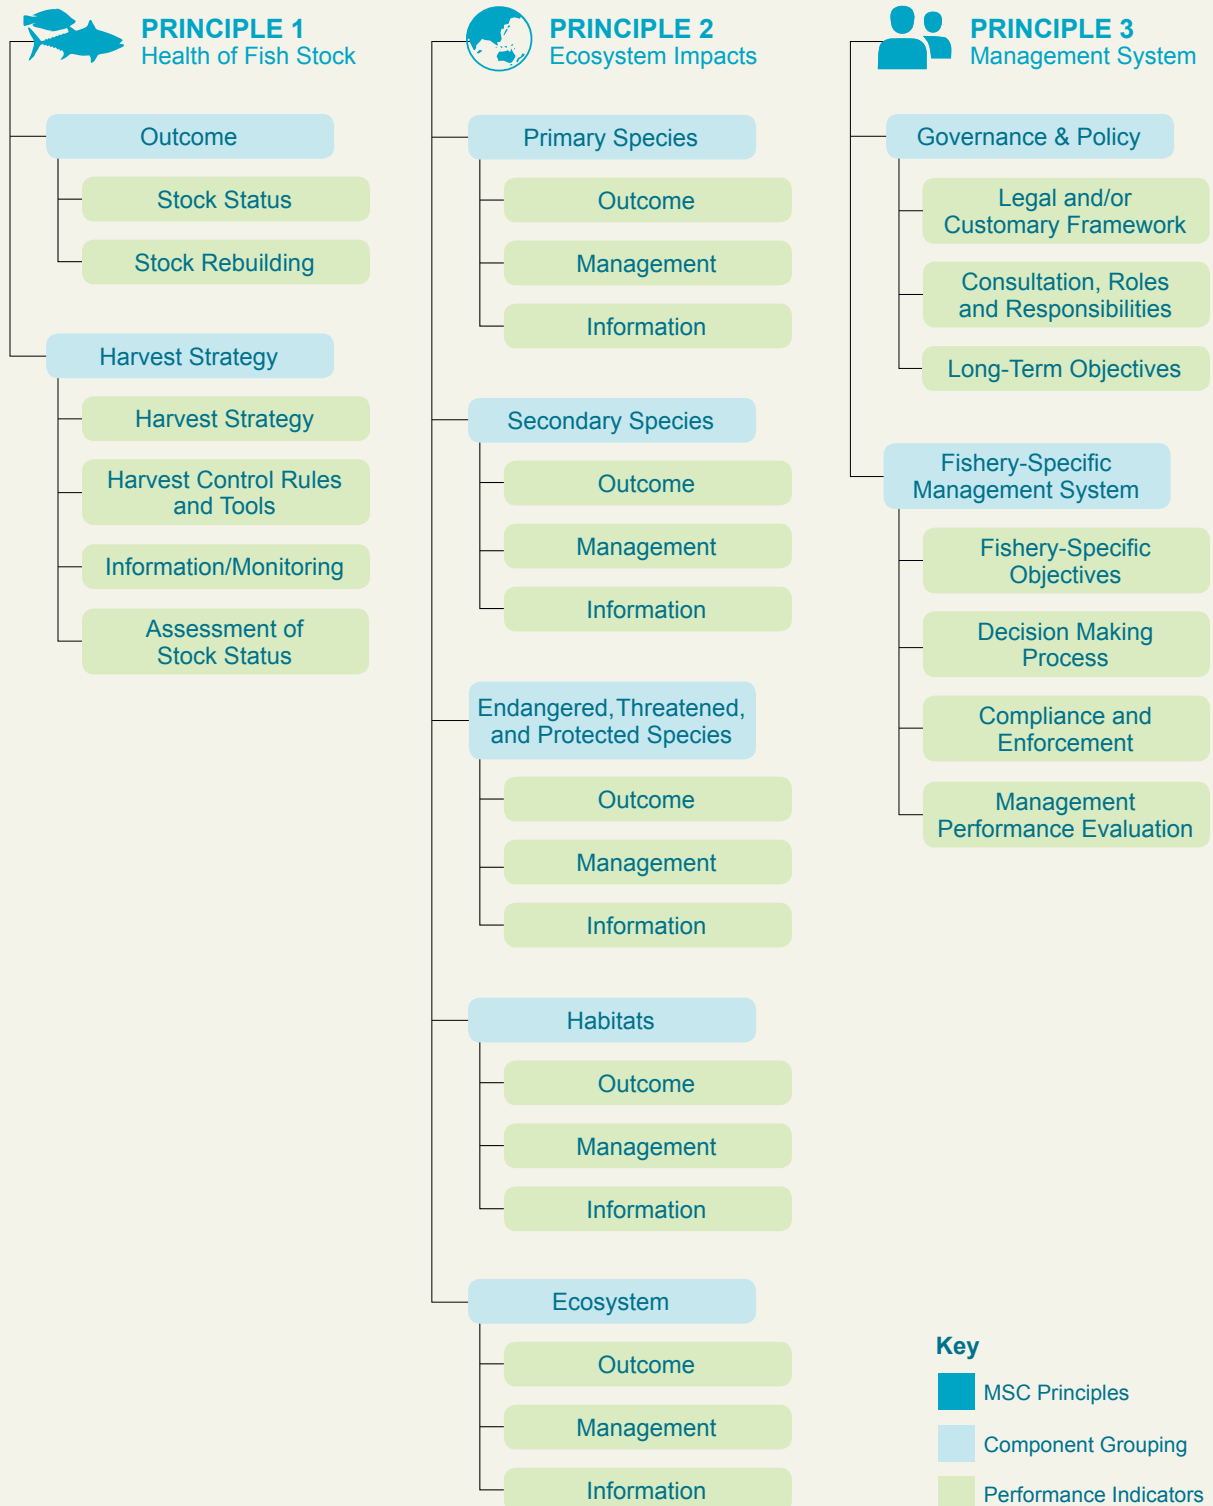 PRINCIPLE 1
Health of Fish Stock
Outcome
Stock Status
Stock Rebuilding
Harvest Strategy
Harvest Strategy
Harvest Control Rules
and Tools
Information/Monitoring
Assessment of
Stock Status
PRINCIPLE 2
Ecosystem Impacts
Primary Species
Outcome
Management
Information
Secondary Species
Outcome
Management
Information
Endangered, Threatened,
and Protected Species
Outcome
Management
Information
Habitats
Outcome
Management
Information
Ecosystem
Outcome
Management
Information
PRINCIPLE 3
Management System
Governance & Policy
Legal and/or
Customary Framework
Consultation, Roles
and Responsibilities
Long-Term Objectives
Fishery-Specific
Management System
Fishery-Specific
Objectives
Decision Making
Process
Compliance and
Enforcement
Management
Performance Evaluation
Key
MSC Principles
Component Grouping
Performance Indicators